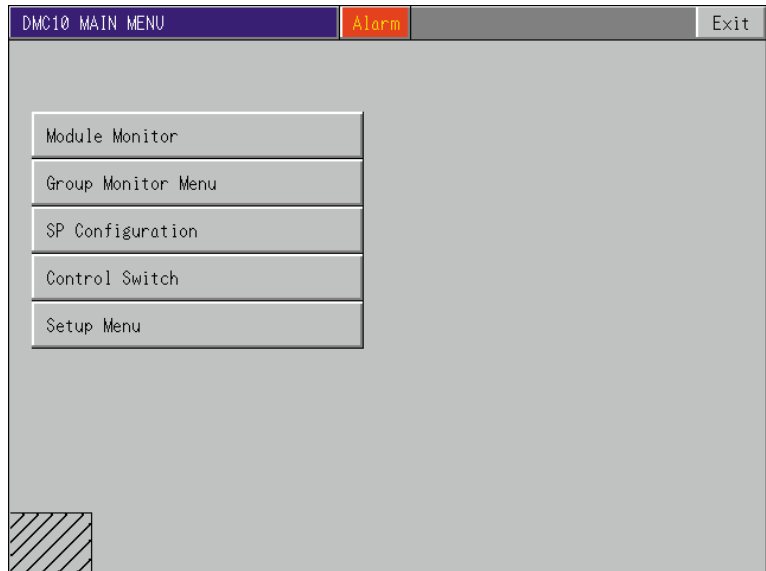 DMC10 MAIN MENU Alarm Exit
Module Monitor
Group Monitor Menu
SP Configuration
Control Switch
Setup Menu